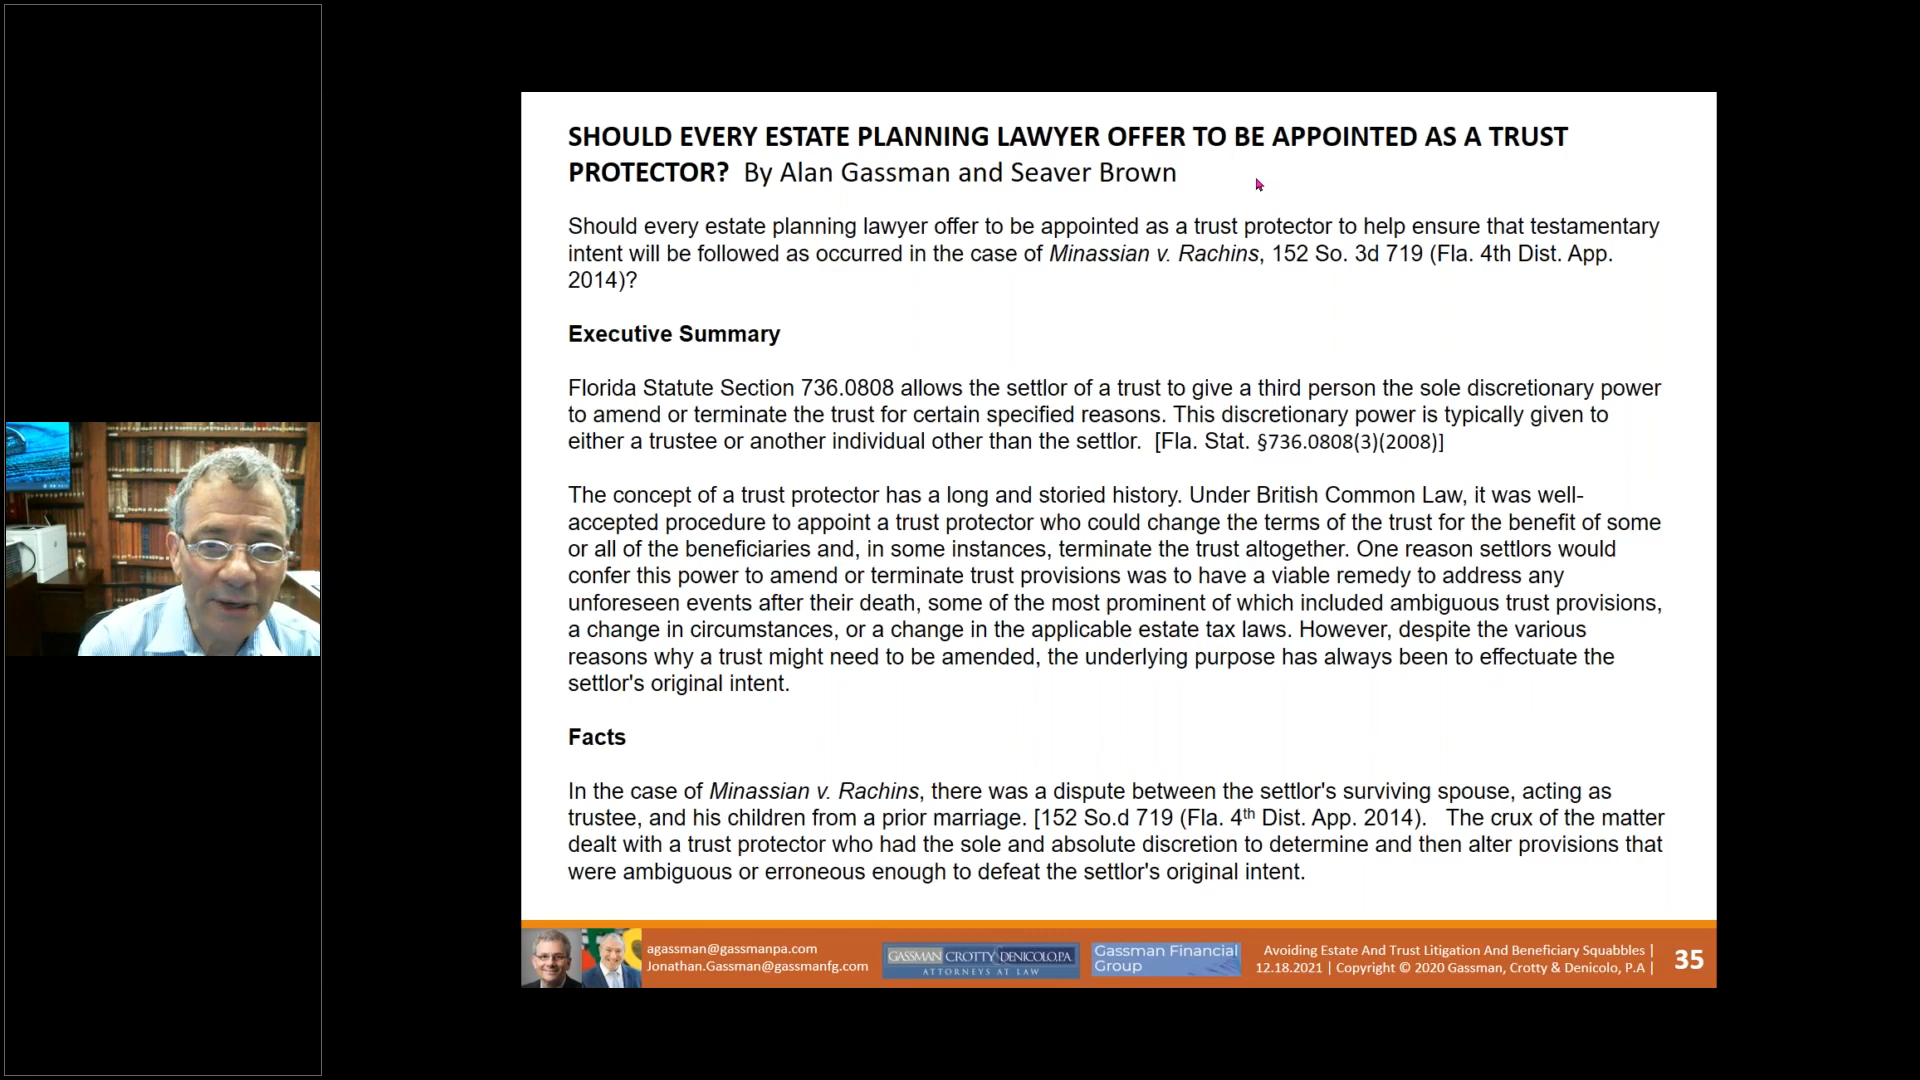 SHOULD EVERY ESTATE PLANNING LAWYER OFFER TO BE APPOINTED AS A TRUST
PROTECTOR? By Alan Gassman and Seaver Brown
Should every estate planning lawyer offer to be appointed as a trust protector to help ensure that testamentary
intent will be followed as occurred in the case of Minassian v. Rachins, 152 So. 3d 719 (Fla. 4th Dist. App.
2014)?
Executive Summary
Florida Statute Section 736.0808 allows the settlor of a trust to give a third person the sole discretionary power
to amend or terminate the trust for certain specified reasons. This discretionary power is typically given to
either a trustee or another individual other than the settlor. [Fla. Stat. §736.0808(3)(2008)]
The concept of a trust protector has a long and storied history. Under British Common Law, it was well-
accepted procedure to appoint a trust protector who could change the terms of the trust for the benefit of some
or all of the beneficiaries and, in some instances, terminate the trust altogether. One reason settlors would
confer this power to amend or terminate trust provisions was to have a viable remedy to address any
unforeseen events after their death, some of the most prominent of which included ambiguous trust provisions,
a change in circumstances, or a change in the applicable estate tax laws. However, despite the various
reasons why a trust might need to be amended, the underlying purpose has always been to effectuate the
settlor's original intent.
Facts
In the case of Minassian v. Rachins, there was a dispute between the settlor's surviving spouse, acting as
trustee, and his children from a prior marriage. [152 So.d 719 (Fla. 4th Dist. App. 2014). The crux of the matter
dealt with a trust protector who had the sole and absolute discretion to determine and then alter provisions that
were ambiguous or erroneous enough to defeat the settlor's original intent.
agassman@gassmanpa.com
Jonathan.Gassman@gassmanfg.com
GASSMAN CROTTY DENICOLO, P.A.
ATTORNEYS AT LAW
Gassman Financial
Group
Avoiding Estate And Trust Litigation And Beneficiary Squabbles |
12.18.2021 | Copyright © 2020 Gassman, Crotty & Denicolo, P.A |
35